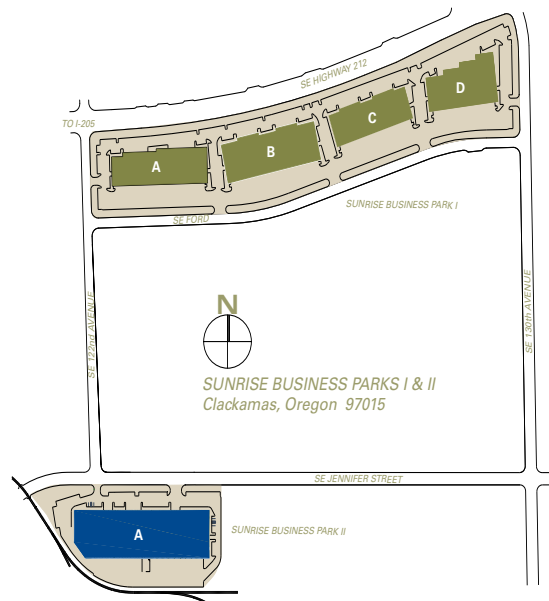 SE HIGHWAY 212
D
TO I-205
C
B
A
SUNRISE BUSINESS PARK I
SE FORD
SE 122nd AVENUE
SE 130th AVENUE
N
SUNRISE BUSINESS PARKS I & II
Clackamas, Oregon 97015
SE JENNIFER STREET
SUNRISE BUSINESS PARK II
A